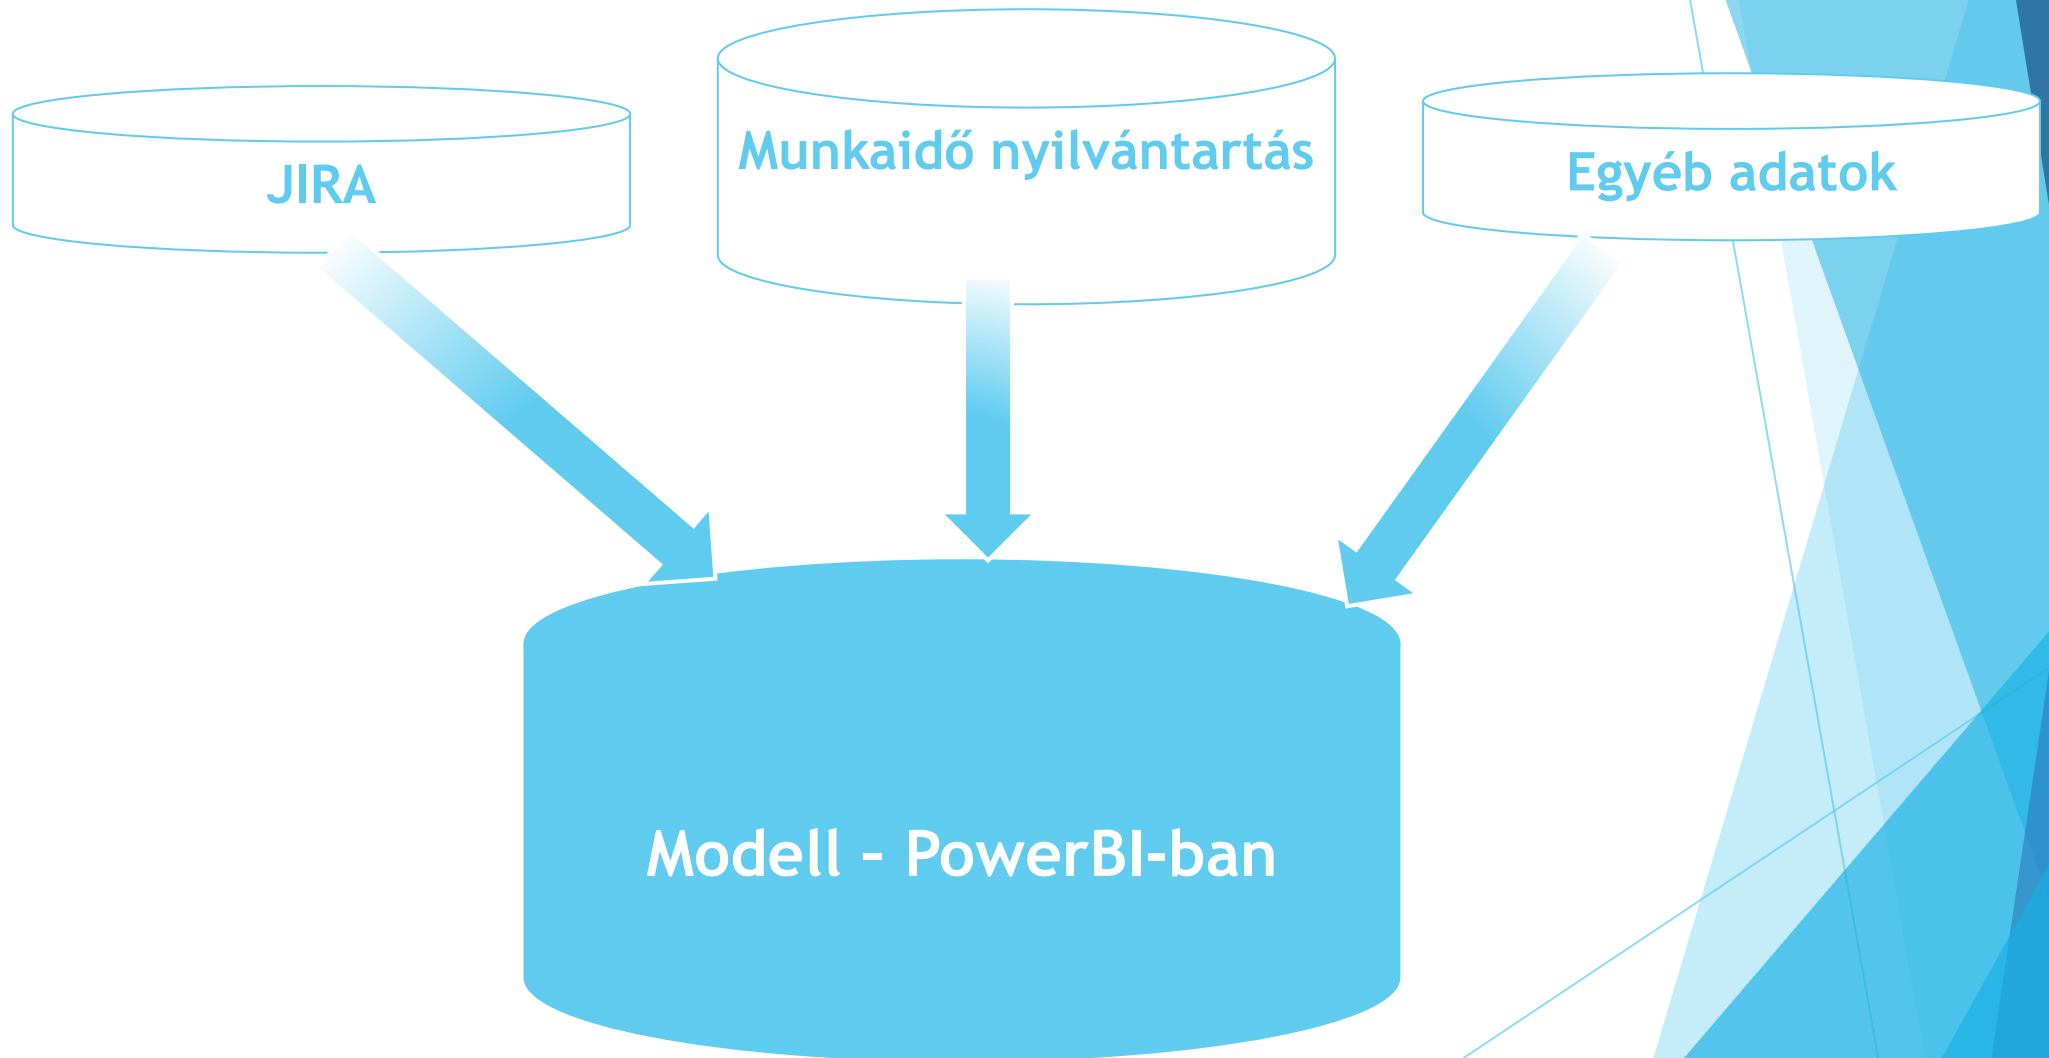 JIRA
Munkaidő nyilvántartás
Egyéb adatok
Modell – PowerBI-ban